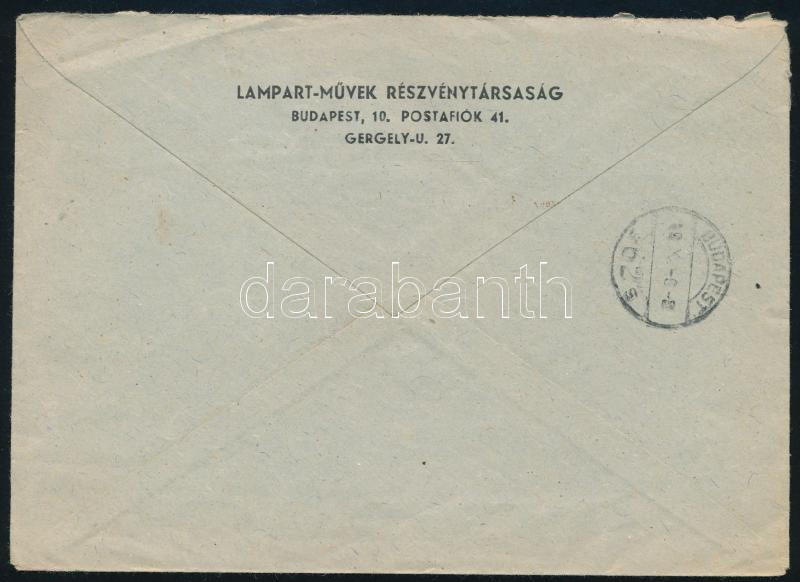 LAMPART-MŰVEK RÉSZVÉNYTÁRSASÁG
BUDAPEST, 10. POSTAFIÓK 41.
GERGELY-U. 27.
darabanth
BUDAPEST